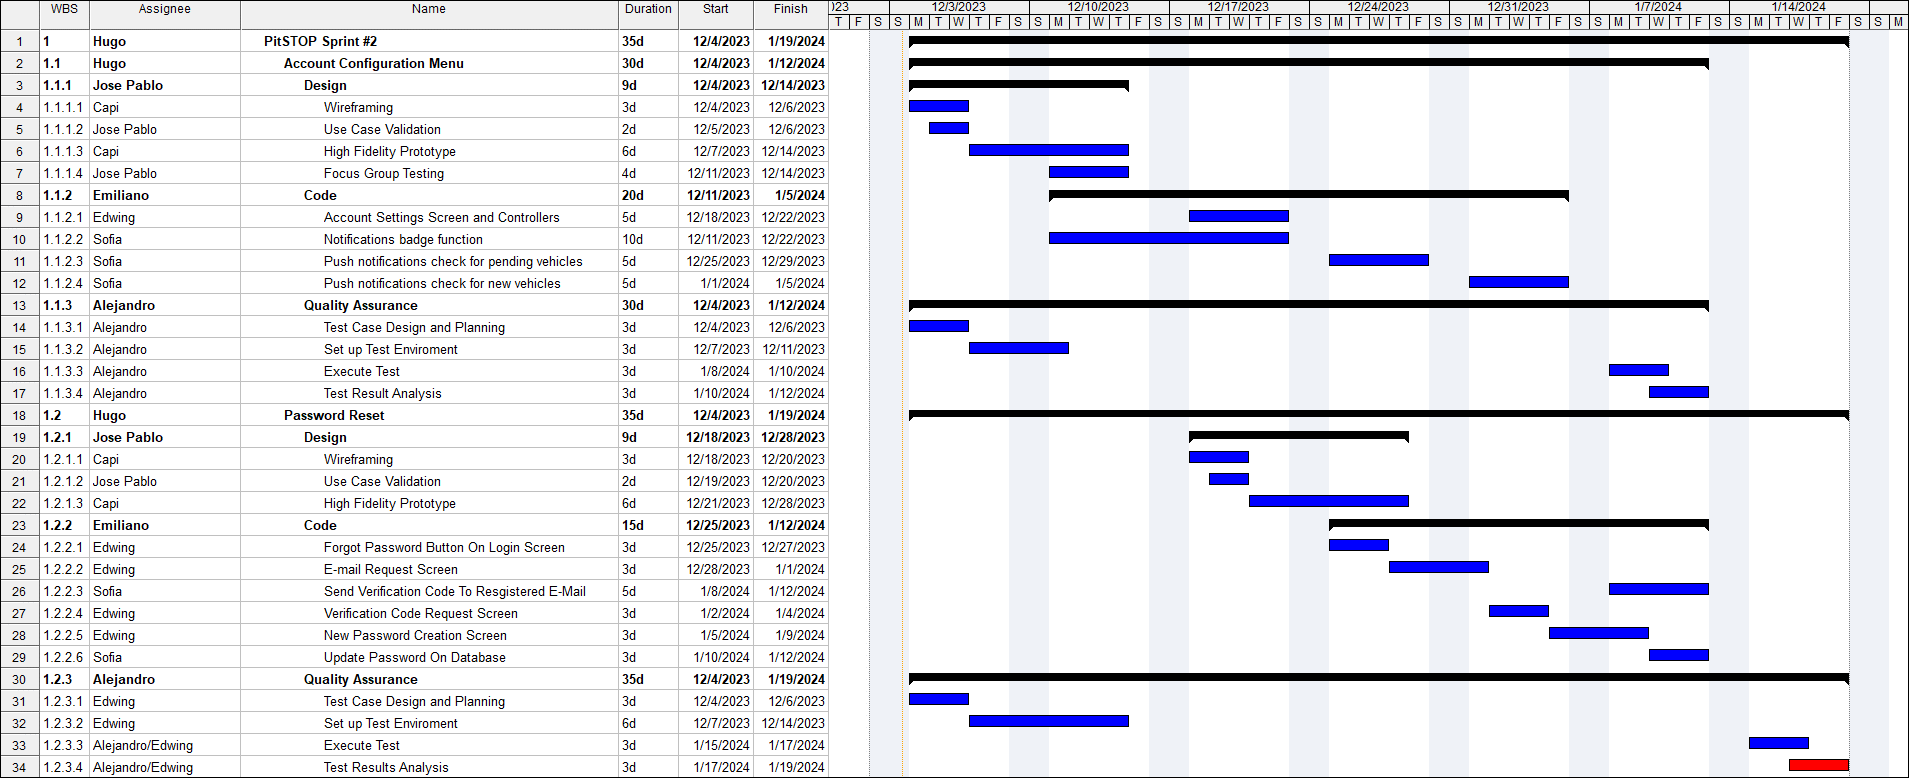 WBS Assignee Name Duration Start Finish )23 12/3/2023 12/10/2023 12/17/2023 12/24/2023 12/31/2023 1/7/2024 1/14/2024
T F S S M T W T F S S M T W T F S S M T W T F S S M T W T F S S M T W T F S S M T W T F S S M T W T F S S M
1 1 Hugo PitSTOP Sprint #2 35d 12/4/2023 1/19/2024
2 1.1 Hugo Account Configuration Menu 30d 12/4/2023 1/12/2024
3 1.1.1 Jose Pablo Design 9d 12/4/2023 12/14/2023
4 1.1.1.1 Capi Wireframing 3d 12/4/2023 12/6/2023
5 1.1.1.2 Jose Pablo Use Case Validation 2d 12/5/2023 12/6/2023
6 1.1.1.3 Capi High Fidelity Prototype 6d 12/7/2023 12/14/2023
7 1.1.1.4 Jose Pablo Focus Group Testing 4d 12/11/2023 12/14/2023
8 1.1.2 Emiliano Code 20d 12/11/2023 1/5/2024
9 1.1.2.1 Edwing Account Settings Screen and Controllers 5d 12/18/2023 12/22/2023
10 1.1.2.2 Sofia Notifications badge function 10d 12/11/2023 12/22/2023
11 1.1.2.3 Sofia Push notifications check for pending vehicles 5d 12/25/2023 12/29/2023
12 1.1.2.4 Sofia Push notifications check for new vehicles 5d 1/1/2024 1/5/2024
13 1.1.3 Alejandro Quality Assurance 30d 12/4/2023 1/12/2024
14 1.1.3.1 Alejandro Test Case Design and Planning 3d 12/4/2023 12/6/2023
15 1.1.3.2 Alejandro Set up Test Enviroment 3d 12/7/2023 12/11/2023
16 1.1.3.3 Alejandro Execute Test 3d 1/8/2024 1/10/2024
17 1.1.3.4 Alejandro Test Result Analysis 3d 1/10/2024 1/12/2024
18 1.2 Hugo Password Reset 35d 12/4/2023 1/19/2024
19 1.2.1 Jose Pablo Design 9d 12/18/2023 12/28/2023
20 1.2.1.1 Capi Wireframing 3d 12/18/2023 12/20/2023
21 1.2.1.2 Jose Pablo Use Case Validation 2d 12/19/2023 12/20/2023
22 1.2.1.3 Capi High Fidelity Prototype 6d 12/21/2023 12/28/2023
23 1.2.2 Emiliano Code 15d 12/25/2023 1/12/2024
24 1.2.2.1 Edwing Forgot Password Button On Login Screen 3d 12/25/2023 12/27/2023
25 1.2.2.2 Edwing E-mail Request Screen 3d 12/28/2023 1/1/2024
26 1.2.2.3 Sofia Send Verification Code To Resgistered E-Mail 5d 1/8/2024 1/12/2024
27 1.2.2.4 Edwing Verification Code Request Screen 3d 1/2/2024 1/4/2024
28 1.2.2.5 Edwing New Password Creation Screen 3d 1/5/2024 1/9/2024
29 1.2.2.6 Sofia Update Password On Database 3d 1/10/2024 1/12/2024
30 1.2.3 Alejandro Quality Assurance 35d 12/4/2023 1/19/2024
31 1.2.3.1 Edwing Test Case Design and Planning 3d 12/4/2023 12/6/2023
32 1.2.3.2 Edwing Set up Test Enviroment 6d 12/7/2023 12/14/2023
33 1.2.3.3 Alejandro/Edwing Execute Test 3d 1/15/2024 1/17/2024
34 1.2.3.4 Alejandro/Edwing Test Results Analysis 3d 1/17/2024 1/19/2024